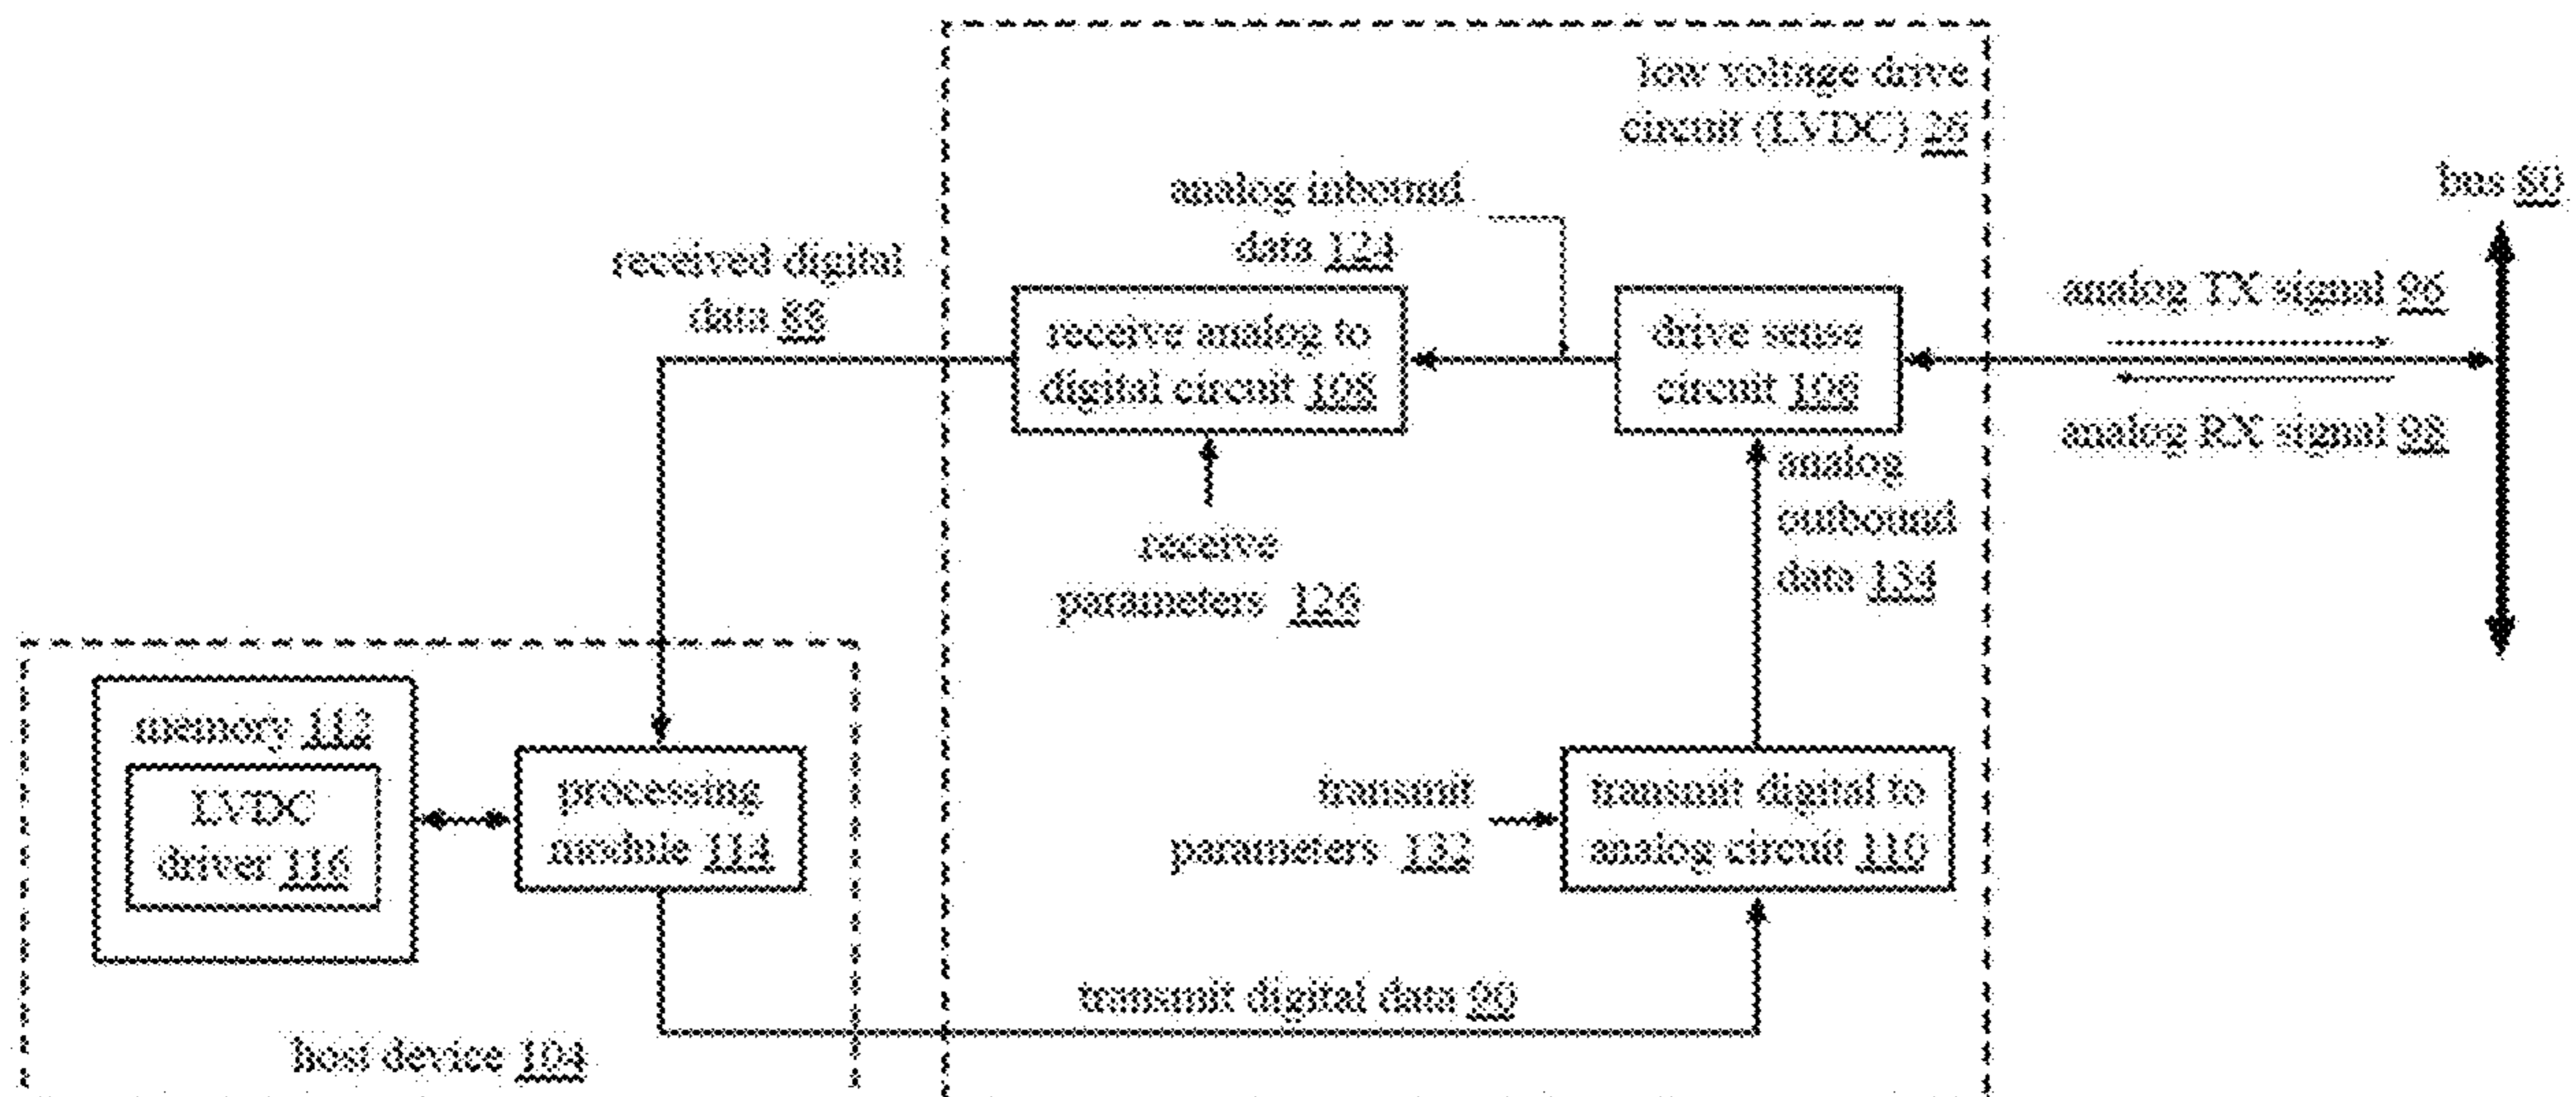 low voltage drive
circuit (LVDC) 26
bus 80
analog inbound
data 124
received digital
data 88
analog TX signal 96
receive analog to
digital circuit 108
drive sense
circuit 106
analog RX signal 98
analog
outbound
data 134
receive
parameters 126
memory 112
LVDC
driver 116
processing
module 114
transmit
parameters 132
transmit digital to
analog circuit 110
transmit digital data 90
host device 104